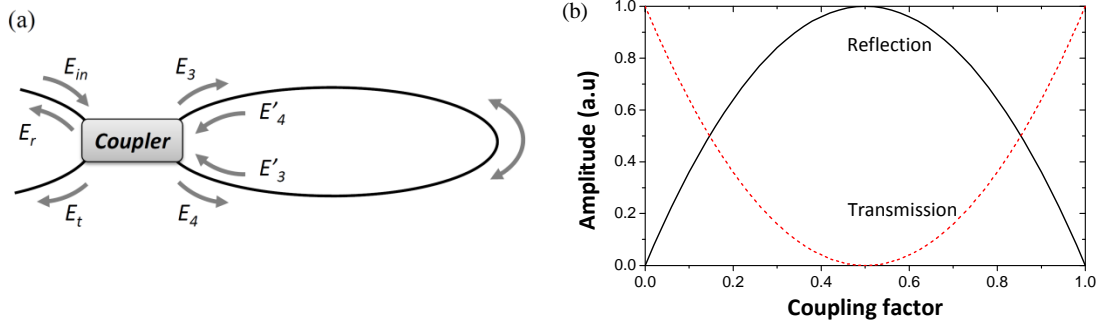 (a)
E_in
E_3
E_r
Coupler
E'_4
E'_3
E_t
E_4
(b)
Amplitude (a.u)
1.0
0.8
0.6
0.4
0.2
0.0
Reflection
Transmission
0.0 0.2 0.4 0.6 0.8 1.0
Coupling factor